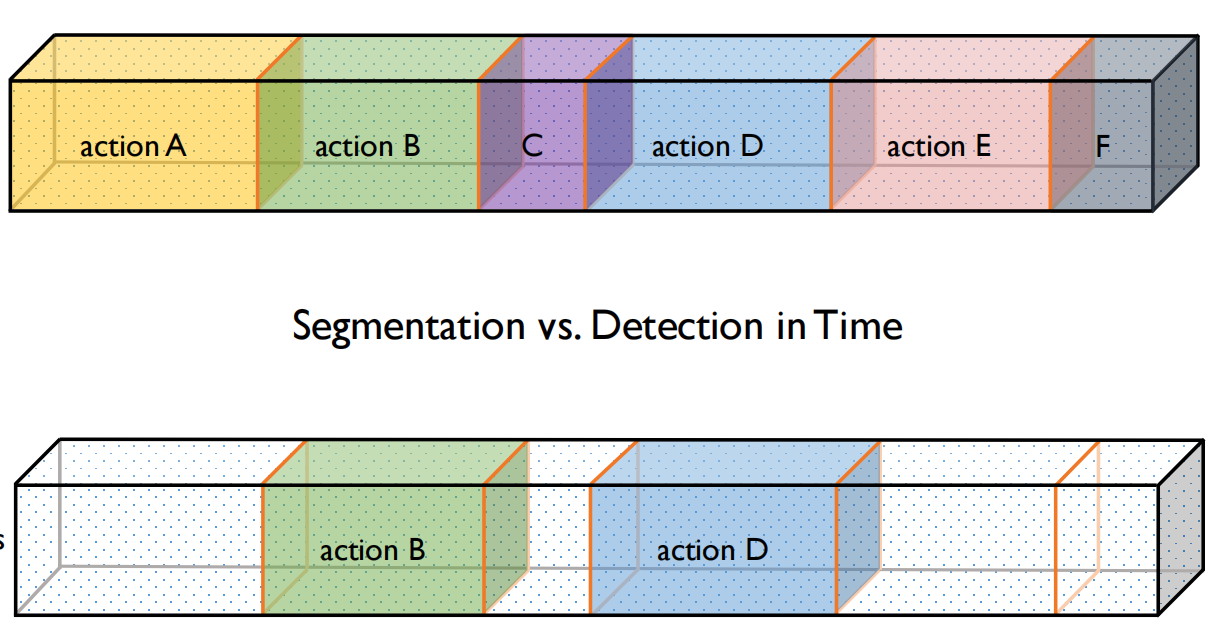 action A action B C action D action E F
Segmentation vs. Detection in Time
s
action B action D